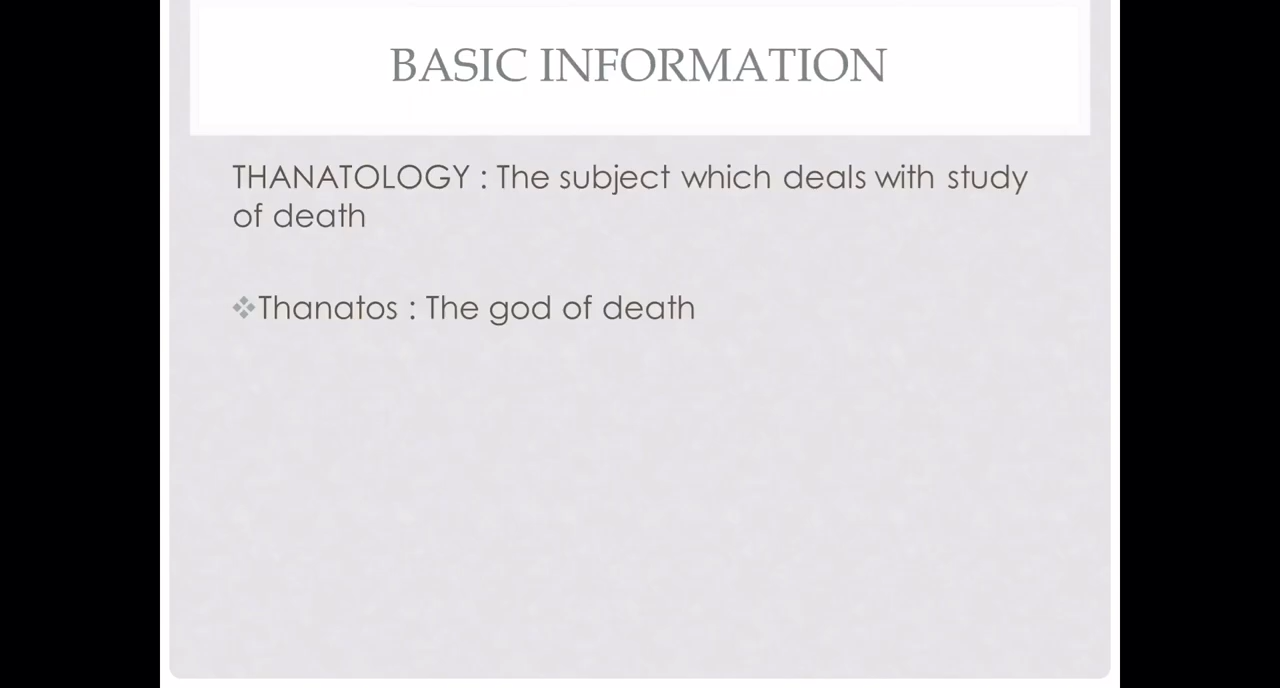 BASIC INFORMATION
THANATOLOGY : The subject which deals with study
of death
❖Thanatos : The god of death